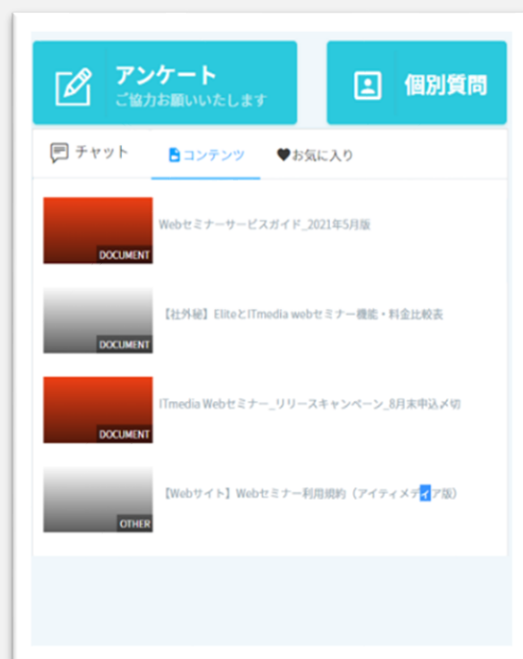 アンケート
ご協力お願いいたします
個別質問
チャット
コンテンツ
お気に入り
Webセミナーサービスガイド_2021年5月版
DOCUMENT
【社外秘】EliteとITmedia webセミナー機能・料金比較表
DOCUMENT
ITmedia Webセミナー_リリースキャンペーン_8月末申込〆切
DOCUMENT
【Webサイト】Webセミナー利用規約（アイティメディア版）
OTHER